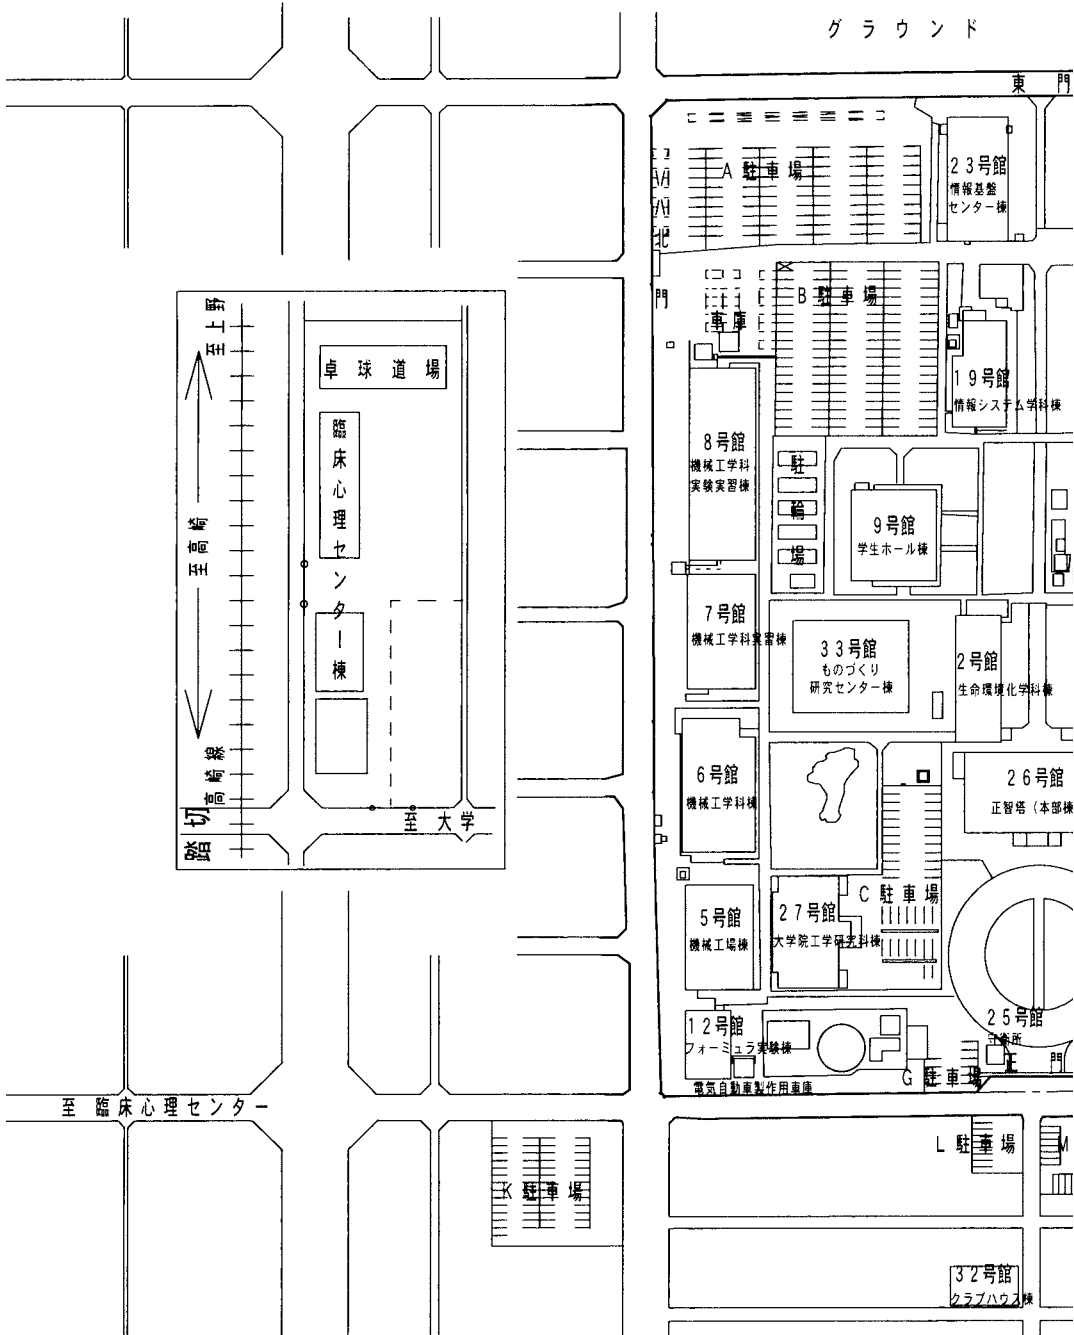 グラウンド
東門
A駐車場
23号館
情報基盤
センター棟
北門
車庫
B駐車場
19号館
情報システム学科棟
至上野
至高崎
高崎線
踏切
卓球道場
臨床心理センター棟
至大学
8号館
機械工学科
実験実習棟
駐輪場
9号館
学生ホール棟
7号館
機械工学科実習棟
33号館
ものづくり
研究センター棟
2号館
生命環境化学科棟
6号館
機械工学科棟
26号館
正智塔(本部棟
5号館
機械工場棟
27号館
大学院工学研究科棟
C駐車場
12号館
フォーミュラ実験棟
電気自動車製作用車庫
25号館
守衛所
正門
G駐車場
至 臨床心理センター
K駐車場
L駐車場
M
32号館
クラブハウス棟